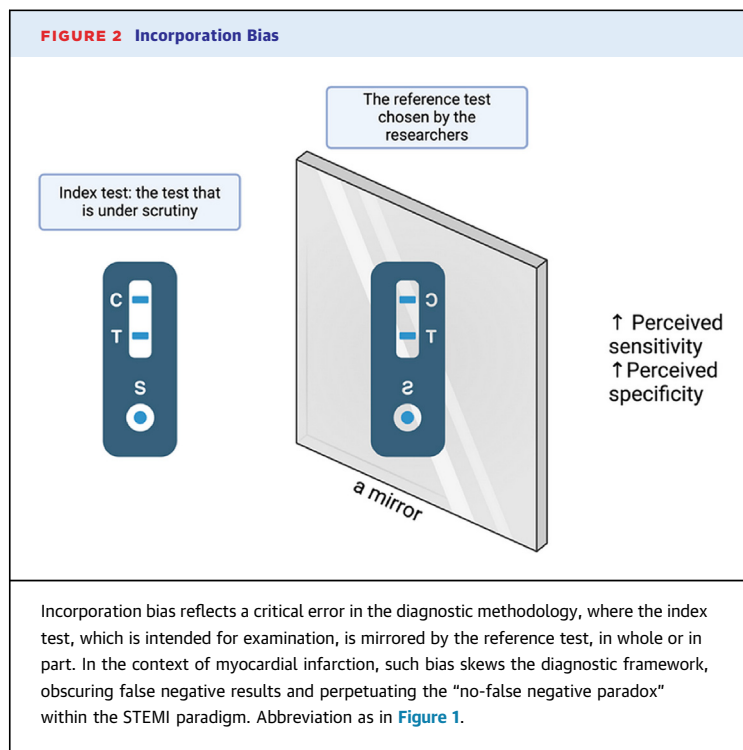 FIGURE 2 Incorporation Bias
The reference test
chosen by the
researchers
Index test: the test that
is under scrutiny
C
T
S
C
T
S
a mirror
↑ Perceived
sensitivity
↑Perceived
specificity
Incorporation bias reflects a critical error in the diagnostic methodology, where the index
test, which is intended for examination, is mirrored by the reference test, in whole or in
part. In the context of myocardial infarction, such bias skews the diagnostic framework,
obscuring false negative results and perpetuating the “no-false negative paradox”
within the STEMI paradigm. Abbreviation as in Figure 1.